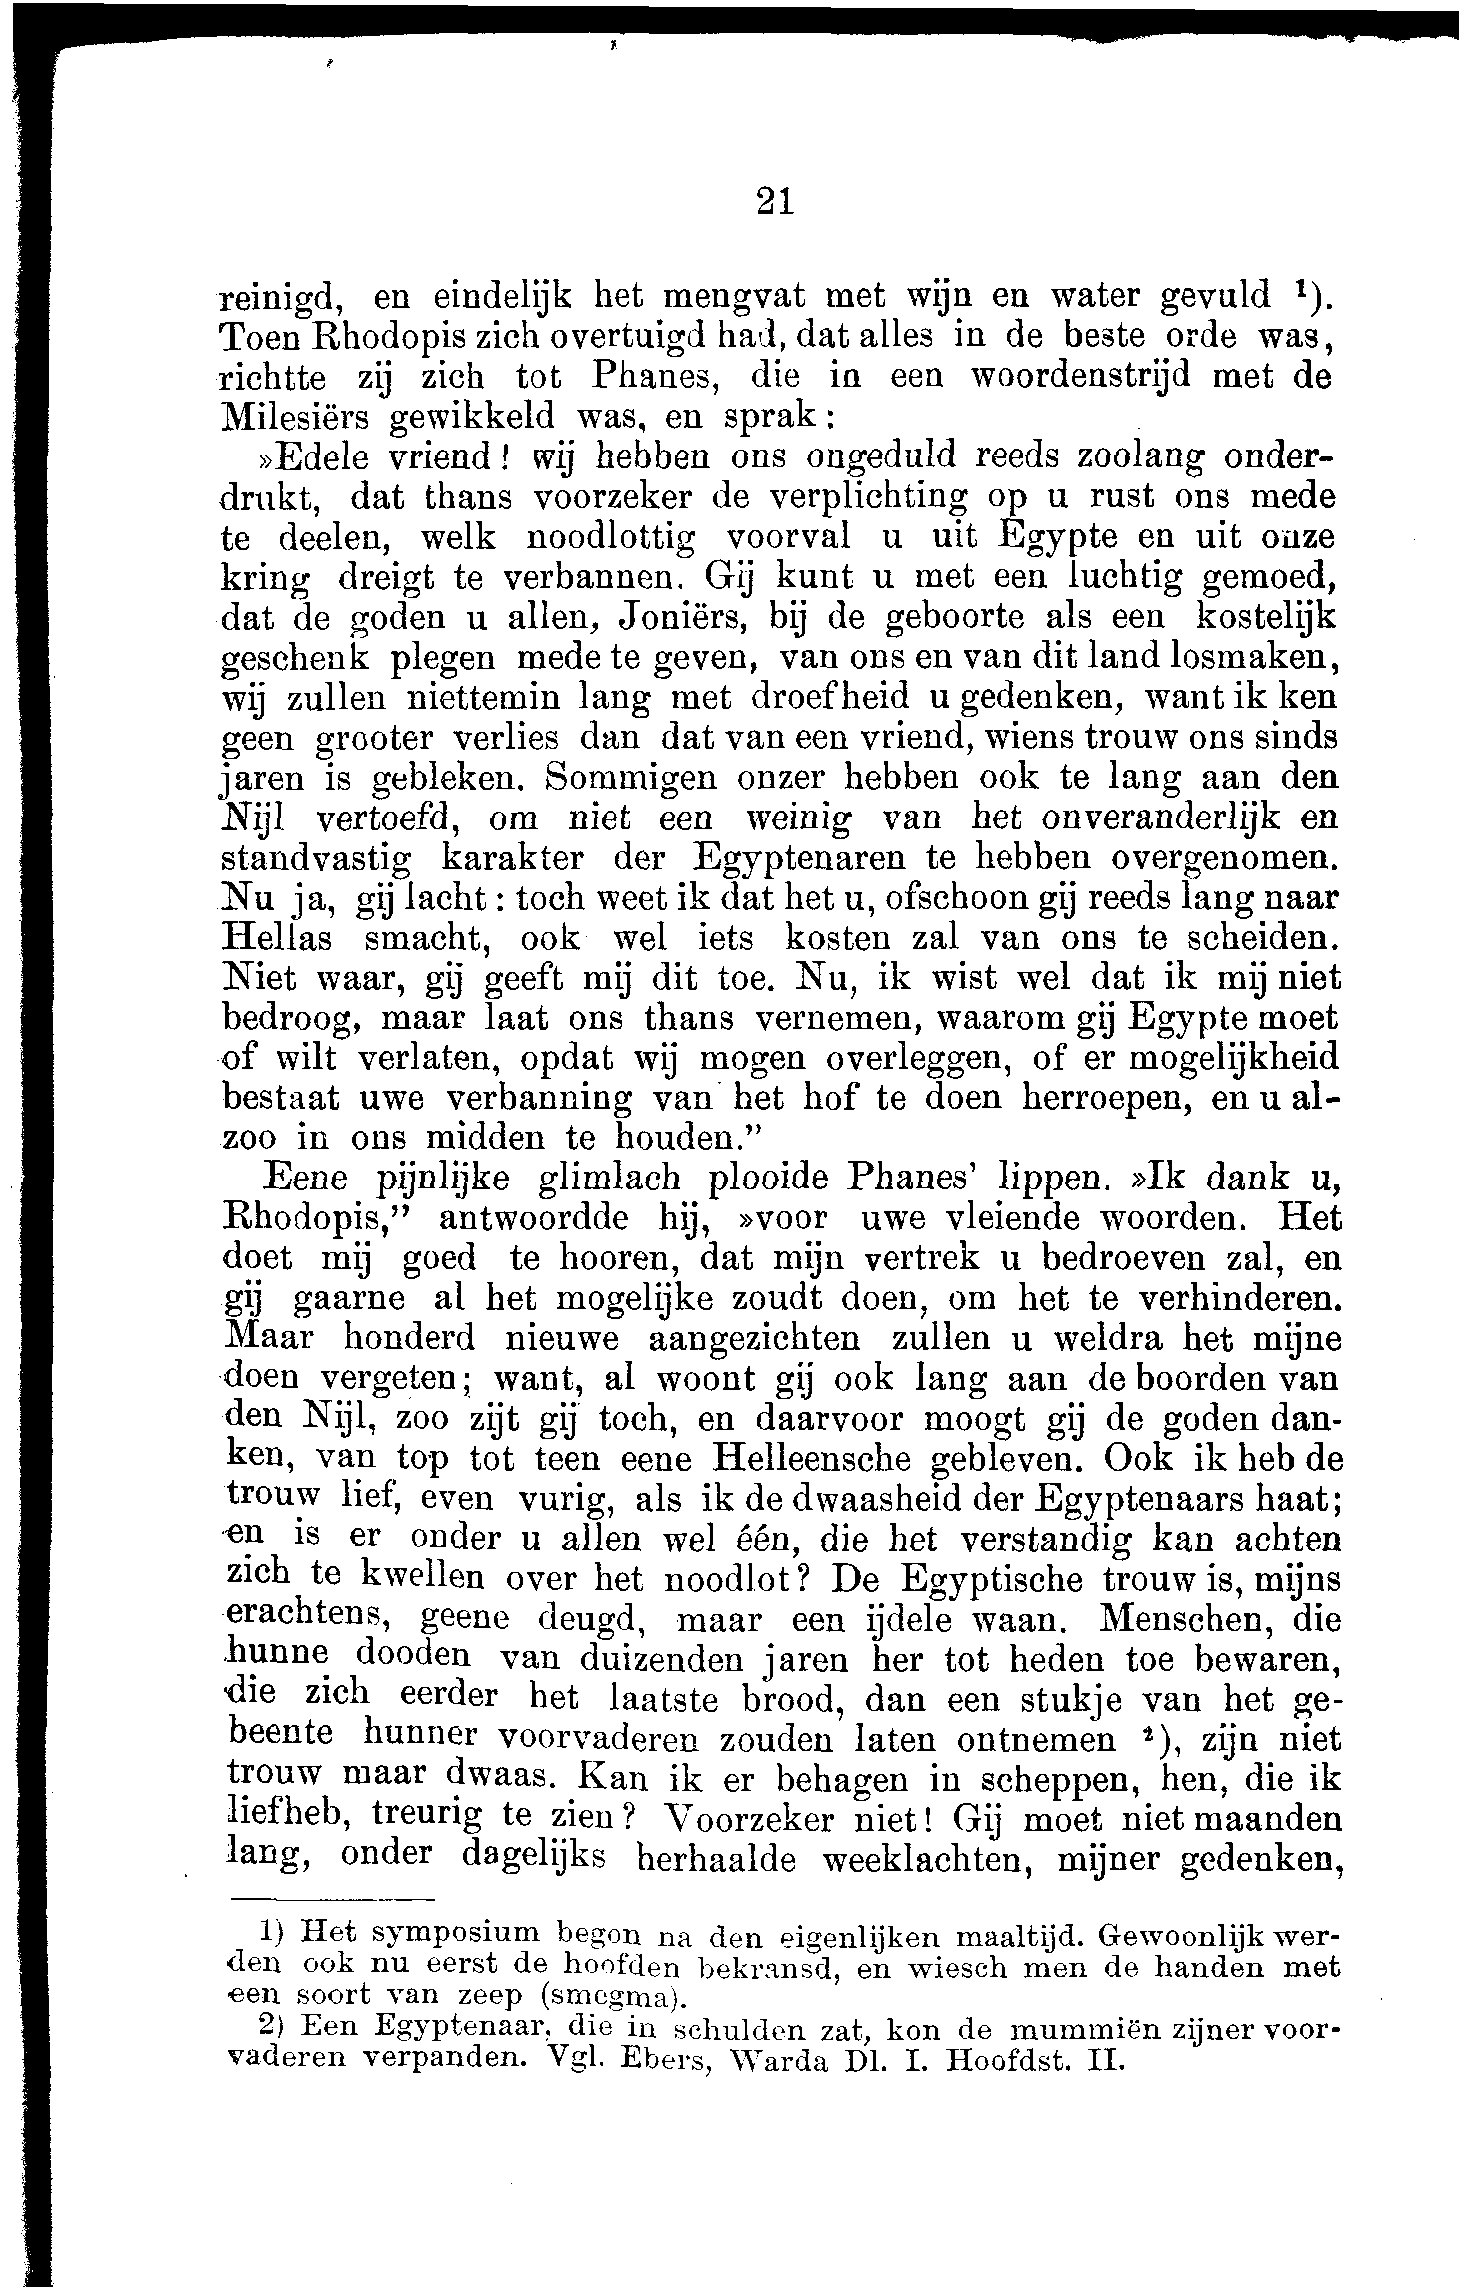 21
reinigd, en eindelijk het mengvat met wijn en water gevuld ¹).
Toen Rhodopis zich overtuigd had, dat alles in de beste orde was,
richtte zij zich tot Phanes, die in een woordenstrijd met de
Milesiërs gewikkeld was, en sprak:
»Edele vriend! wij hebben ons ongeduld reeds zoolang onder-
drukt, dat thans voorzeker de verplichting op u rust ons mede
te deelen, welk noodlottig voorval u uit Egypte en uit onze
kring dreigt te verbannen. Gij kunt u met een luchtig gemoed,
dat de goden u allen, Joniërs, bij de geboorte als een kostelijk
geschenk plegen mede te geven, van ons en van dit land losmaken,
wij zullen niettemin lang met droefheid u gedenken, want ik ken
geen grooter verlies dan dat van een vriend, wiens trouw ons sinds
jaren is gebleken. Sommigen onzer hebben ook te lang aan den
Nijl vertoefd, om niet een weinig van het onveranderlijk en
standvastig karakter der Egyptenaren te hebben overgenomen.
Nu ja, gij lacht: toch weet ik dat het u, ofschoon gij reeds lang naar
Hellas smacht, ook wel iets kosten zal van ons te scheiden.
Niet waar, gij geeft mij dit toe. Nu, ik wist wel dat ik mij niet
bedroog, maar laat ons thans vernemen, waarom gij Egypte moet
of wilt verlaten, opdat wij mogen overleggen, of er mogelijkheid
bestaat uwe verbanning van het hof te doen herroepen, en u al-
zoo in ons midden te houden.”
Eene pijnlijke glimlach plooide Phanes’ lippen. »Ik dank u,
Rhodopis,” antwoordde hij, »voor uwe vleiende woorden. Het
doet mij goed te hooren, dat mijn vertrek u bedroeven zal, en
gij gaarne al het mogelijke zoudt doen, om het te verhinderen.
Maar honderd nieuwe aangezichten zullen u weldra het mijne
doen vergeten; want, al woont gij ook lang aan de boorden van
den Nijl, zoo zijt gij toch, en daarvoor moogt gij de goden dan-
ken, van top tot teen eene Helleensche gebleven. Ook ik heb de
trouw lief, even vurig, als ik de dwaasheid der Egyptenaars haat;
en is er onder u allen wel één, die het verstandig kan achten
zich te kwellen over het noodlot? De Egyptische trouw is, mijns
erachtens, geene deugd, maar een ijdele waan. Menschen, die
hunne dooden van duizenden jaren her tot heden toe bewaren,
die zich eerder het laatste brood, dan een stukje van het ge-
beente hunner voorvaderen zouden laten ontnemen ²), zijn niet
trouw maar dwaas. Kan ik er behagen in scheppen, hen, die ik
liefheb, treurig te zien? Voorzeker niet! Gij moet niet maanden
lang, onder dagelijks herhaalde weeklachten, mijner gedenken,
1) Het symposium begon na den eigenlijken maaltijd. Gewoonlijk wer-
den ook nu eerst de hoofden bekransd, en wiesch men de handen met
een soort van zeep (smegma).
2) Een Egyptenaar, die in schulden zat, kon de mummiën zijner voor-
vaderen verpanden. Vgl. Ebers, Warda Dl. I. Hoofdst. II.